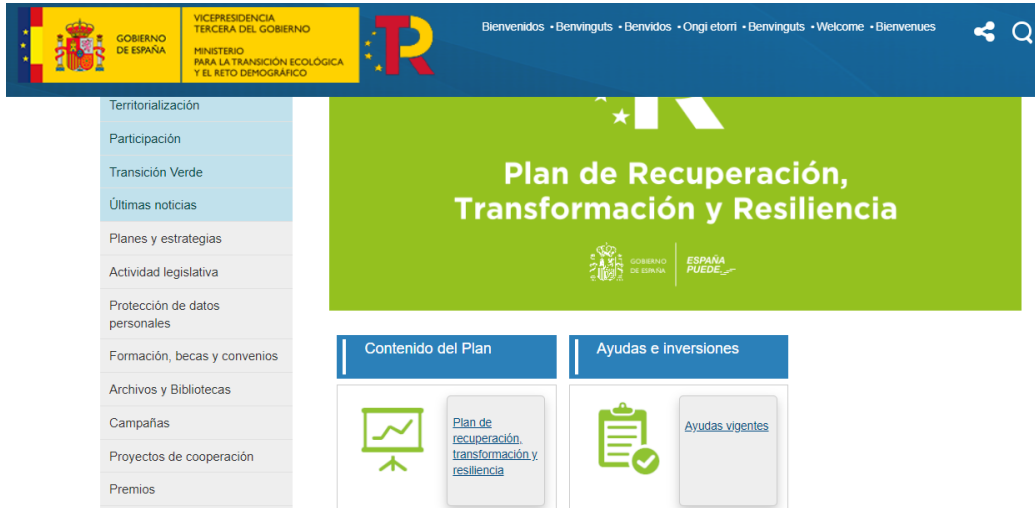 GOBIERNO
DE ESPAÑA
VICEPRESIDENCIA
TERCERA DEL GOBIERNO
MINISTERIO
PARA LA TRANSICIÓN ECOLÓGICA
Y EL RETO DEMOGRÁFICO
Bienvenidos • Benvinguts • Benvidos • Ongi etorri • Benvinguts • Welcome • Bienvenues
Territorialización
Participación
Transición Verde
Últimas noticias
Planes y estrategias
Actividad legislativa
Protección de datos
personales
Formación, becas y convenios
Archivos y Bibliotecas
Campañas
Proyectos de cooperación
Premios
Plan de Recuperación,
Transformación y Resiliencia
GOBIERNO
DE ESPAÑA
ESPAÑA
PUEDE
Contenido del Plan
Plan de
recuperación,
transformación y
resiliencia
Ayudas e inversiones
Ayudas vigentes